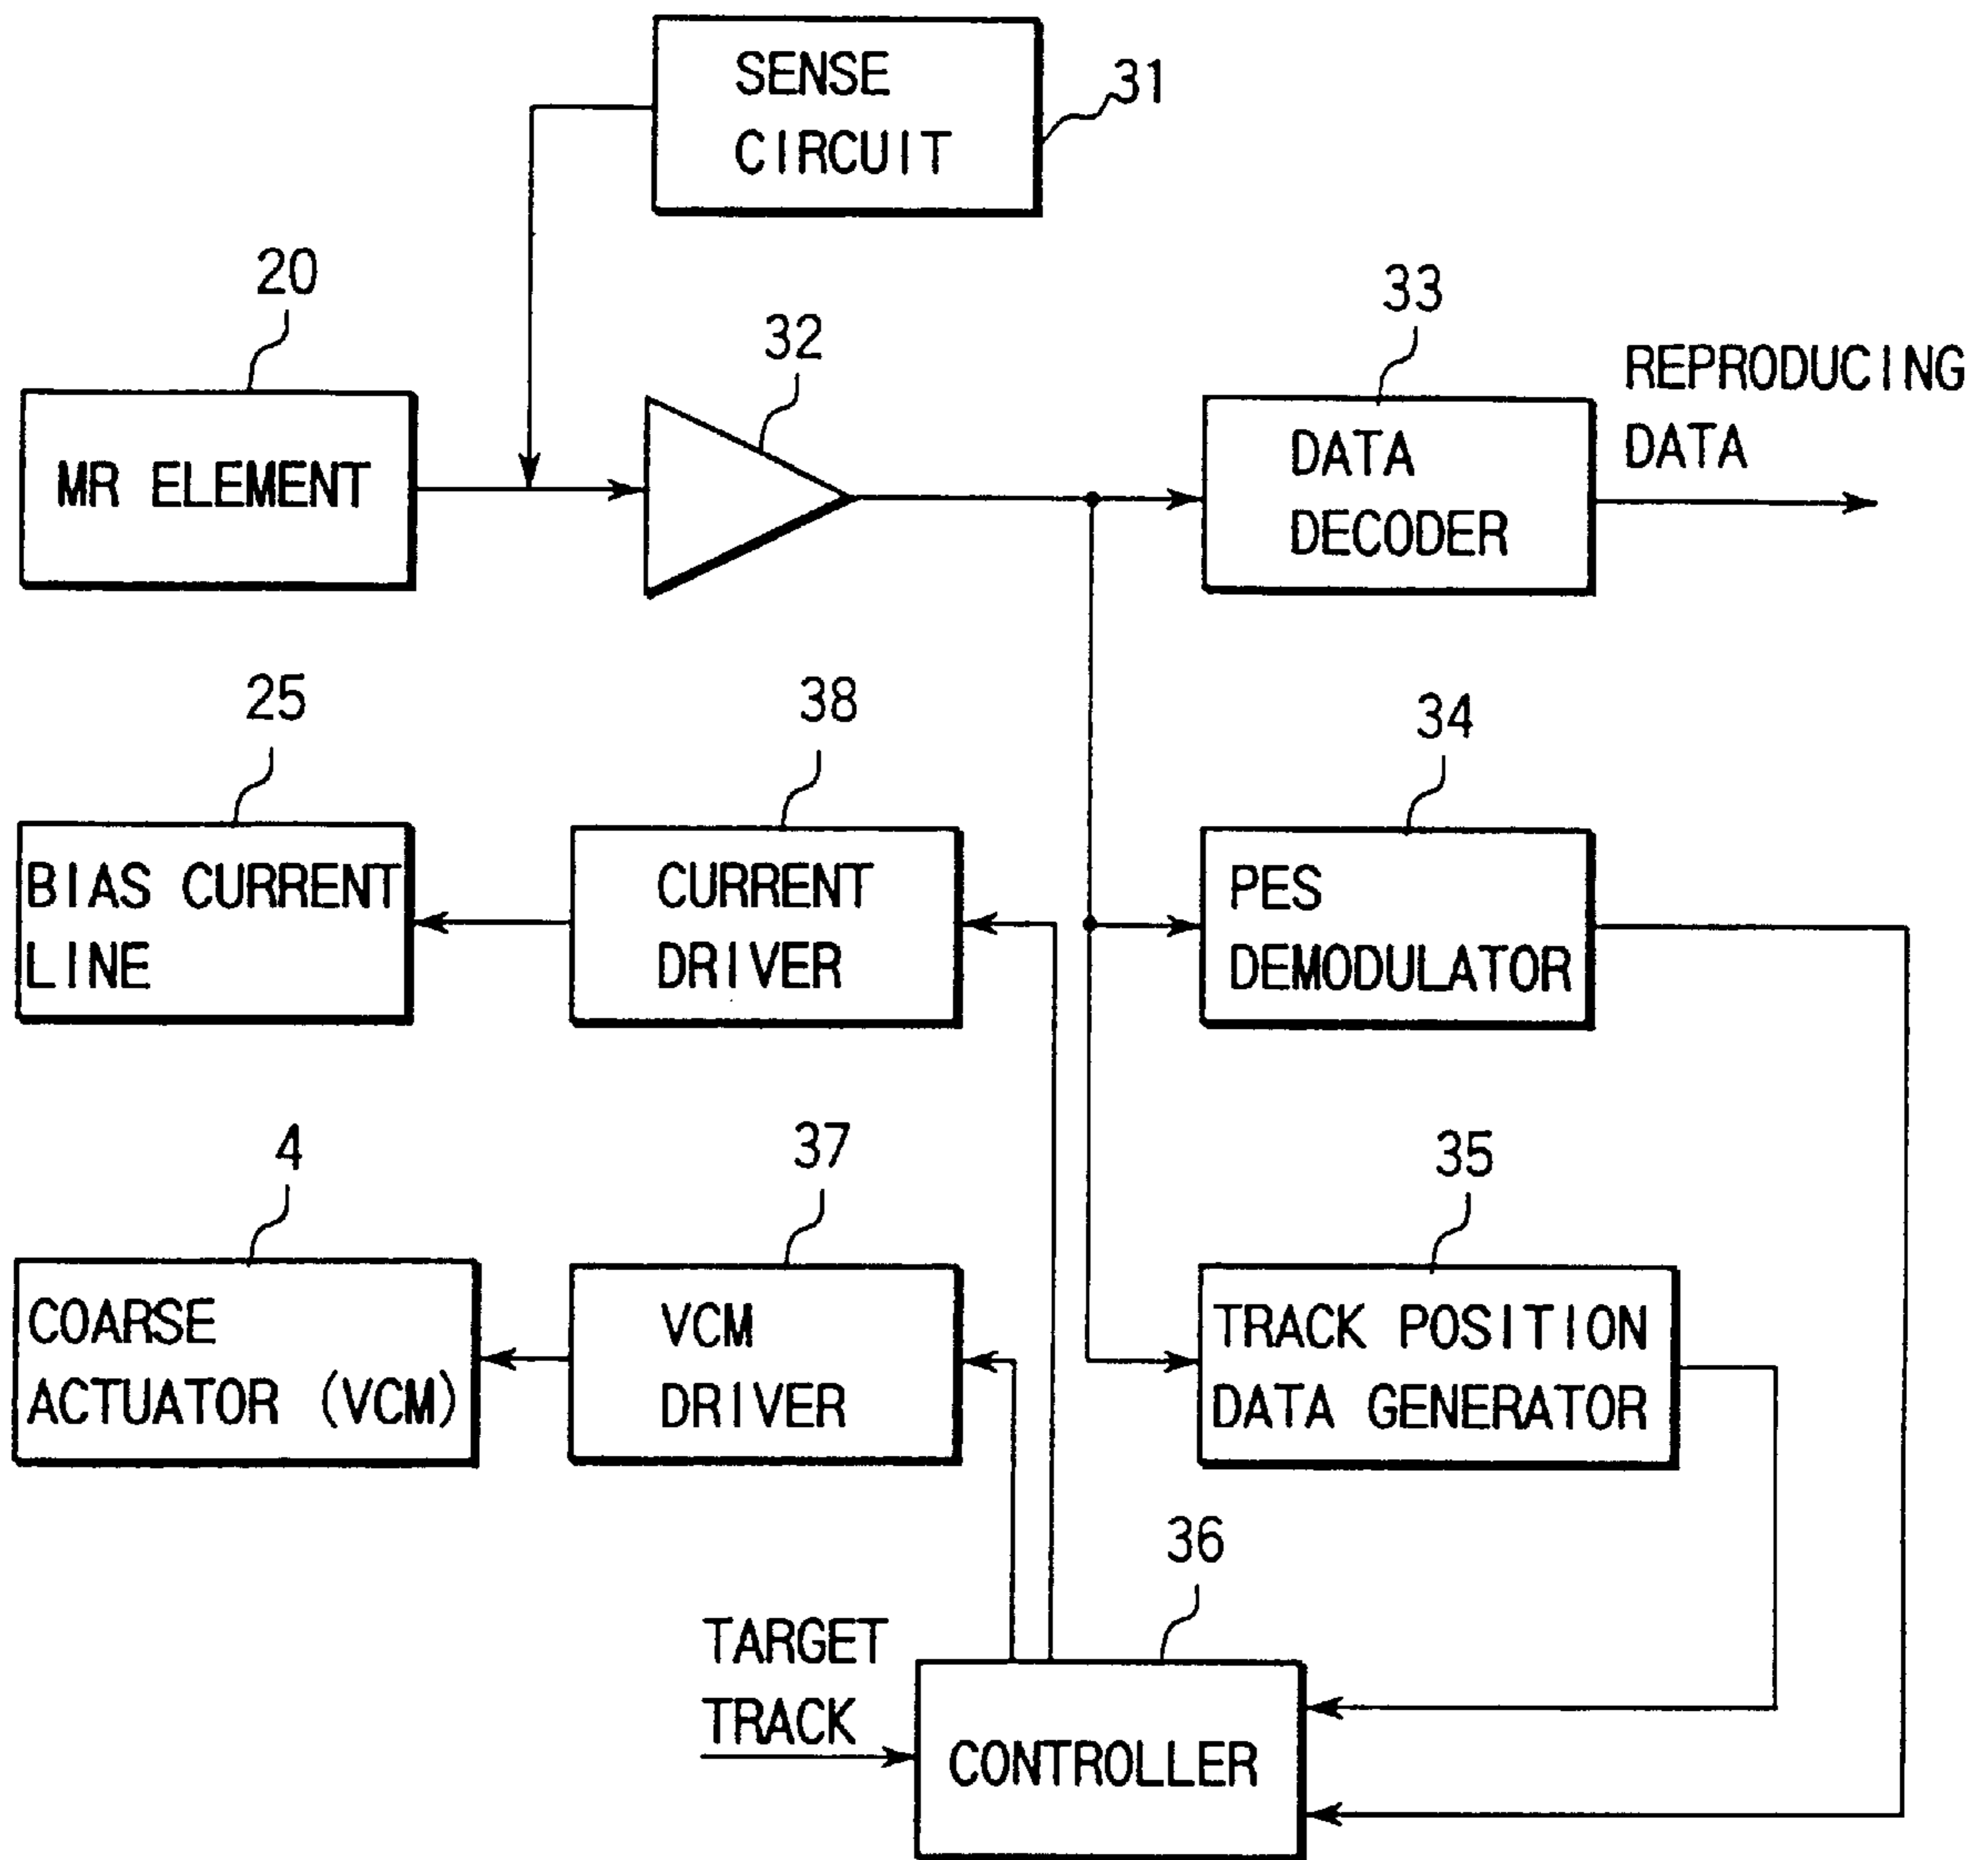 SENSE
CIRCUIT
31
20
32
33
REPRODUCING
DATA
MR ELEMENT
DATA
DECODER
25
38
34
BIAS CURRENT
LINE
CURRENT
DRIVER
PES
DEMODULATOR
4
37
35
COARSE
ACTUATOR (VCM)
VCM
DRIVER
TRACK POSITION
DATA GENERATOR
36
TARGET
TRACK
CONTROLLER